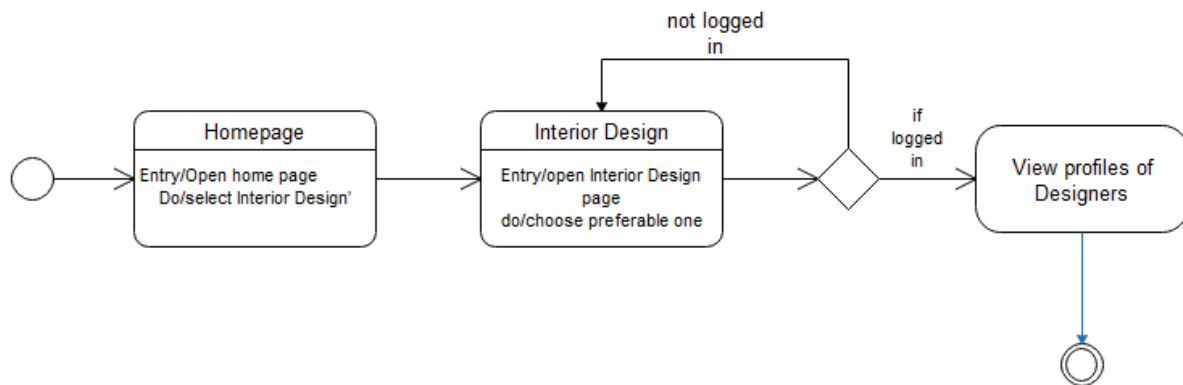 not logged
in
Homepage
Entry/Open home page
Do/select Interior Design'
Interior Design
Entry/open Interior Design
page
do/choose preferable one
if
logged
in
View profiles of
Designers